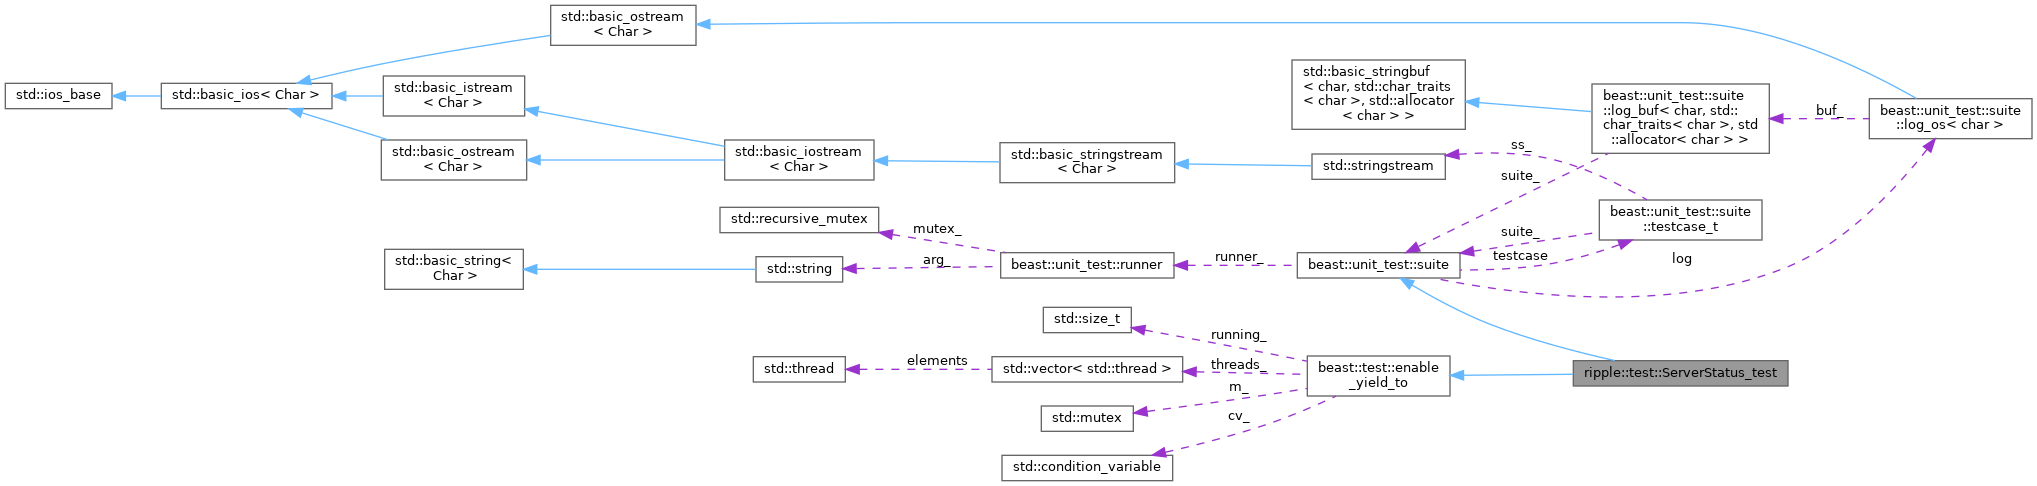 std::basic_ostream
< Char >
std::ios_base
std::basic_ios< Char >
std::basic_istream
< Char >
std::basic_ostream
< Char >
std::basic_iostream
< Char >
std::basic_stringstream
< Char >
std::stringstream
std::basic_stringbuf
< char, std::char_traits
< char >, std::allocator
< char > >
beast::unit_test::suite
::log_buf< char, std::
char_traits< char >, std
::allocator< char > >
buf_
beast::unit_test::suite
::log_os< char >
ss_
suite_
beast::unit_test::suite
::testcase_t
suite_
testcase
log
std::recursive_mutex
mutex_
std::basic_string<
Char >
std::string
arg_
beast::unit_test::runner
runner_
beast::unit_test::suite
std::size_t
running_
std::thread
elements
std::vector< std::thread >
threads_
beast::test::enable
_yield_to
ripple::test::ServerStatus_test
m_
std::mutex
cv_
std::condition_variable